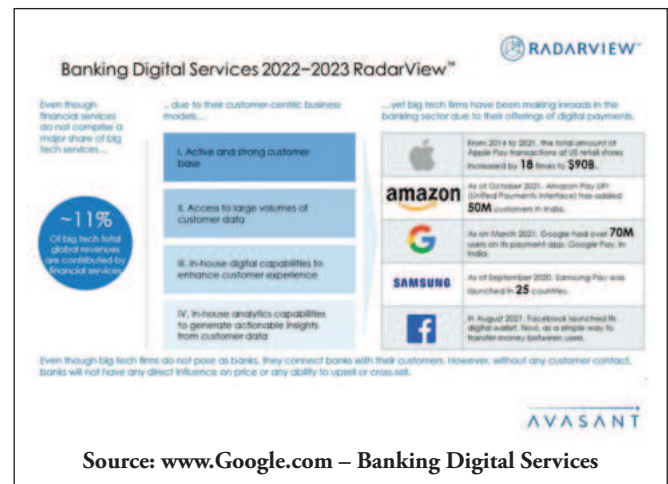 RADARVIEW™
Banking Digital Services 2022–2023 RadarView™
Even though
financial services
do not comprise a
major share of big
tech services....
~11%
Of big tech total
global revenues
are contributed by
financial services
...due to their customer-centric business
models....
I. Active and strong customer
base
II. Access to large volumes of
customer data
III. In-house digital capabilities to
enhance customer experience
IV. In-house analytics capabilities
to generate actionable insights
from customer data
....yet big tech firms have been making inroads in the
banking sector due to their offerings of digital payments.
From 2014 to 2021, the total amount of
Apple Pay transactions at US retail stores
increased by 18 times to $90B.
amazon
As of October 2021, Amazon Pay UPI
(Unified Payments Interface) has added
50M customers in India.
G
As on March 2021, Google had over 70M
users on its payment app, Google Pay, in
India.
SAMSUNG
As of September 2020, Samsung Pay was
launched in 25 countries.
f
In August 2021, Facebook launched its
digital wallet, Novi, as a simple way to
transfer money between users.
Even though big tech firms do not pose as banks, they connect banks with their customers. However, without any customer contact,
banks will not have any direct influence on price or any ability to upsell or cross-sell.
AVASANT
Source: www.Google.com – Banking Digital Services